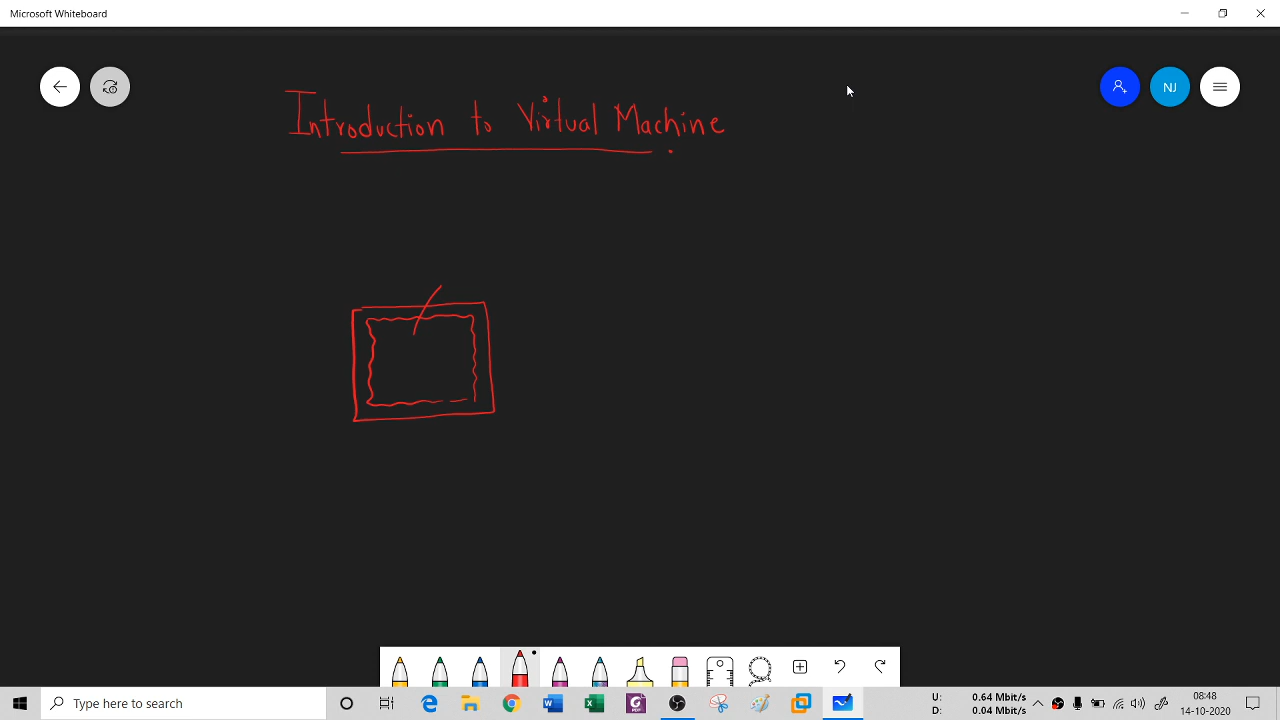 Microsoft Whiteboard
NJ
Introduction to Virtual Machine
Type here to search
U: 0.64 Mbit/s
D: 0.04 Mbit/s
08:48
14-10-2020